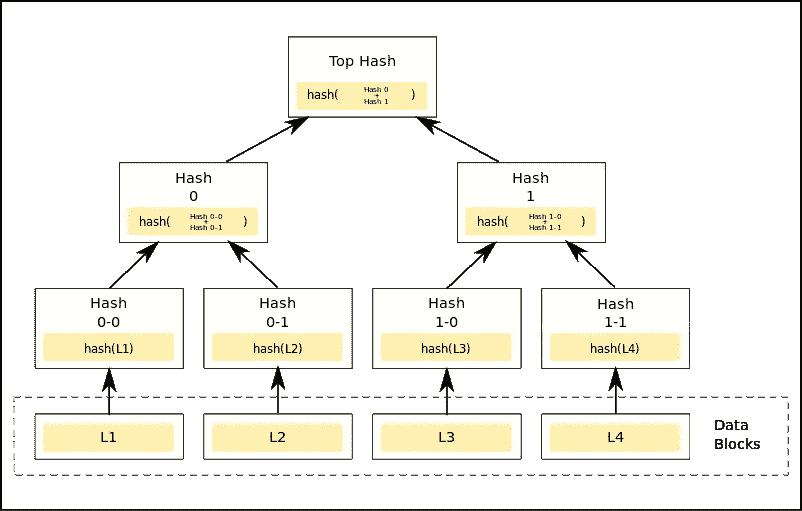 Top Hash
hash( Hash 0 + Hash 1 )
Hash
0
hash( Hash 0-0 + Hash 0-1 )
Hash
1
hash( Hash 1-0 + Hash 1-1 )
Hash
0-0
hash(L1)
Hash
0-1
hash(L2)
Hash
1-0
hash(L3)
Hash
1-1
hash(L4)
L1
L2
L3
L4
Data
Blocks